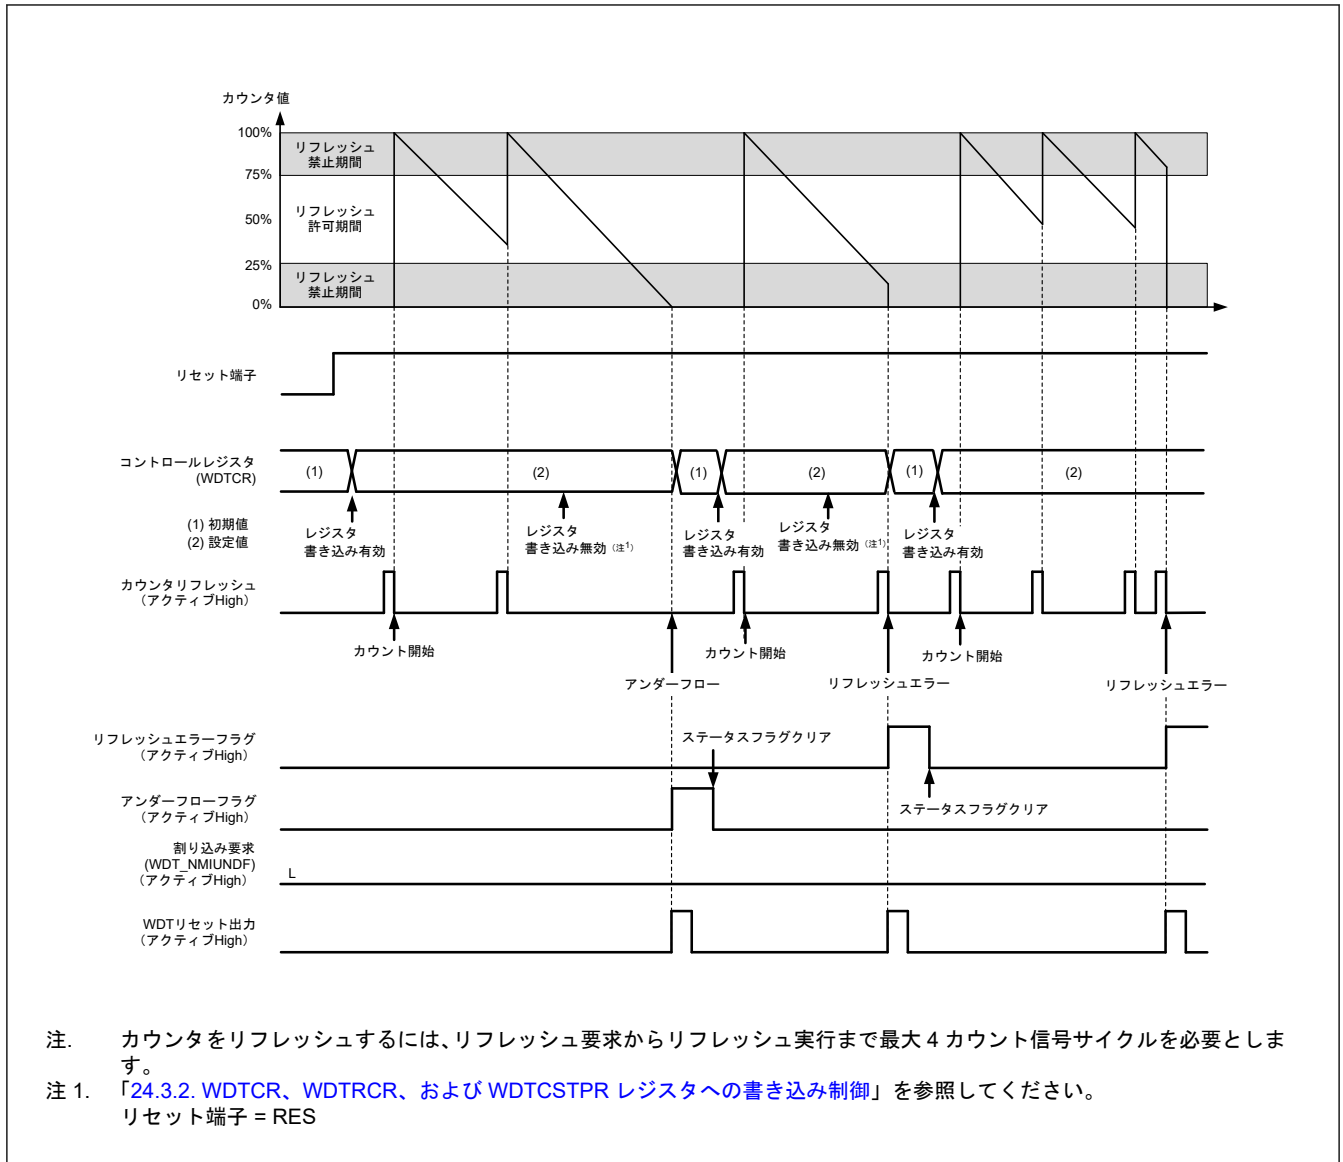 カウンタ値
100%
リフレッシュ
禁止期間
75%
リフレッシュ
許可期間
50%
25%
リフレッシュ
禁止期間
0%
リセット端子
コントロールレジスタ
(WDTCR)
(1)
(2)
(1)
(2)
(1)
(2)
(1) 初期値
(2) 設定値
レジスタ
書き込み有効
レジスタ
書き込み無効（注1）
レジスタ
書き込み有効
レジスタ
書き込み無効（注1）
レジスタ
書き込み有効
カウンタリフレッシュ
（アクティブHigh）
カウント開始
カウント開始
カウント開始
アンダーフロー
リフレッシュエラー
リフレッシュエラー
リフレッシュエラーフラグ
（アクティブHigh）
ステータスフラグクリア
アンダーフローフラグ
（アクティブHigh）
ステータスフラグクリア
割り込み要求
(WDT_NMIUNDF)
（アクティブHigh）
L
WDTリセット出力
（アクティブHigh）
注. カウンタをリフレッシュするには、リフレッシュ要求からリフレッシュ実行まで最大 4 カウント信号サイクルを必要としま
す。
注 1. 「24.3.2. WDTCR、WDTRCR、および WDTCSTPR レジスタへの書き込み制御」を参照してください。
リセット端子 = RES